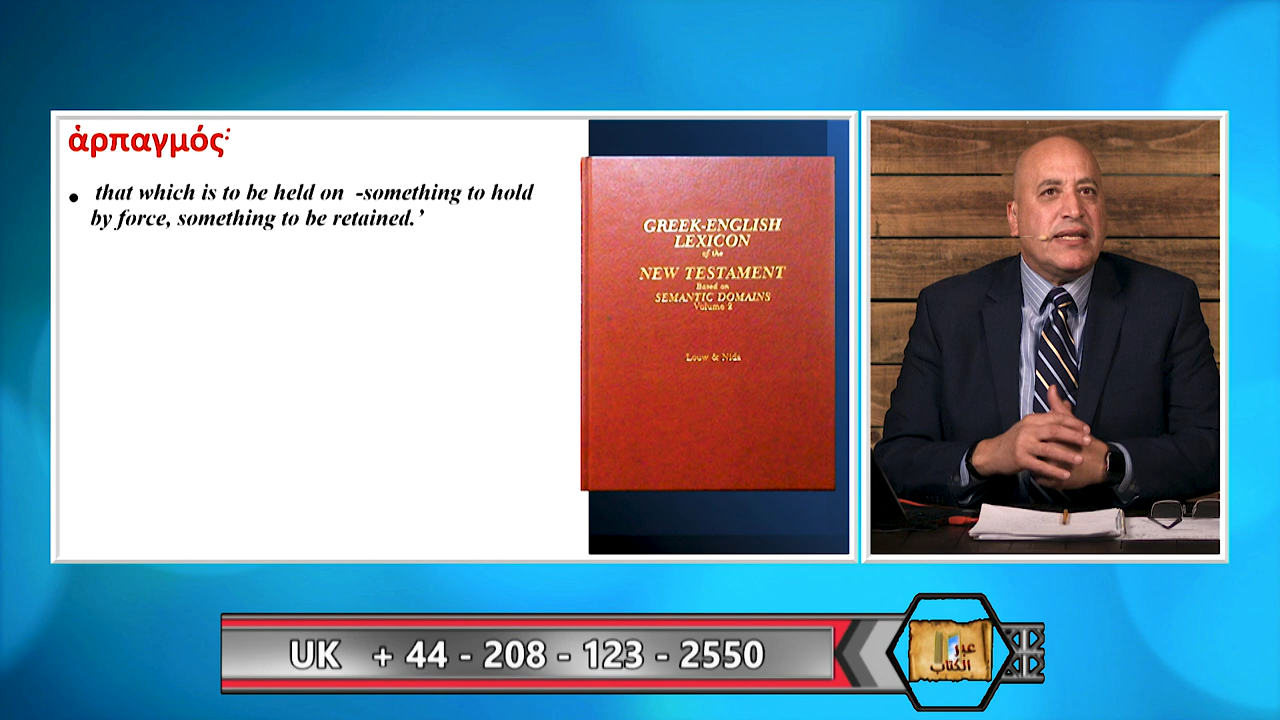 ἁρπαγμός:
• that which is to be held on -something to hold
by force, something to be retained.’
GREEK-ENGLISH
LEXICON
of the
NEW TESTAMENT
Based on
SEMANTIC DOMAINS
Volume 2
Louw & Nida
UK + 44 - 208 - 123 - 2550
عبر
الكتاب